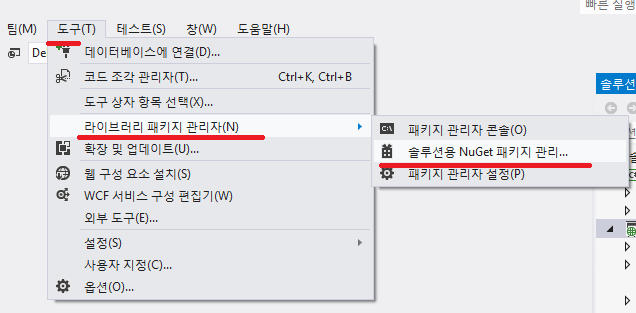 빠른 실행
팀(M) 도구(T) 테스트(S) 창(W) 도움말(H)
De
데이터베이스에 연결(D)...
코드 조각 관리자(T)... Ctrl+K, Ctrl+B
도구 상자 항목 선택(X)...
라이브러리 패키지 관리자(N)
확장 및 업데이트(U)...
웹 구성 요소 설치(S)
WCF 서비스 구성 편집기(W)
외부 도구(E)...
설정(S)
사용자 지정(C)...
옵션(O)...
패키지 관리자 콘솔(O)
솔루션용 NuGet 패키지 관리...
패키지 관리자 설정(P)
솔루션